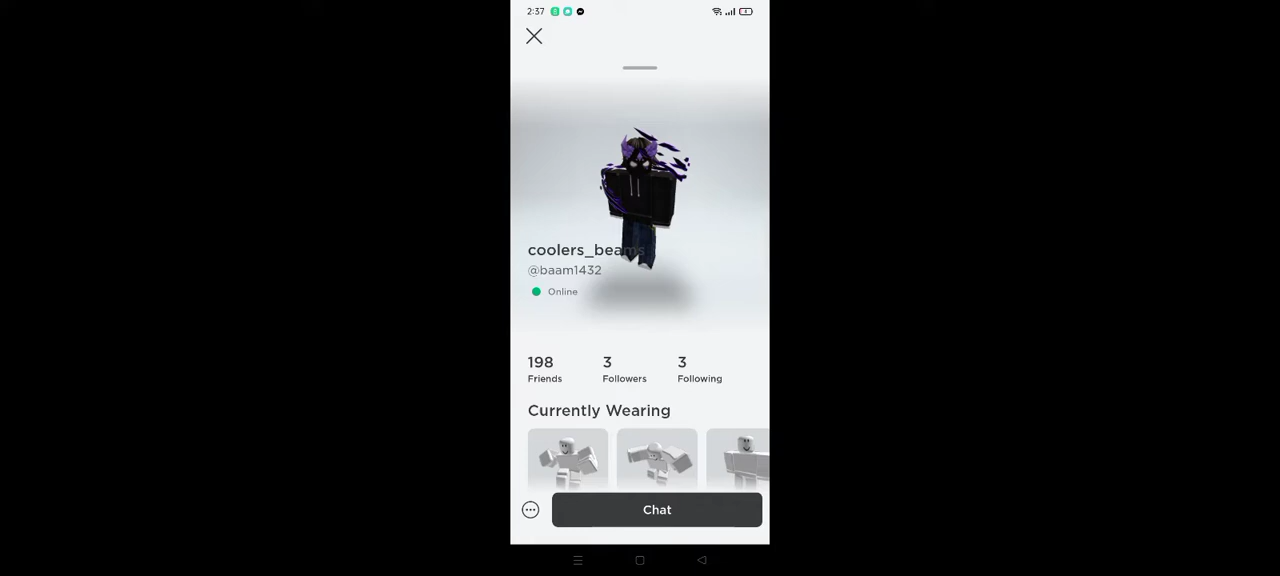 2:37
coolers_beams
@baam1432
Online
198 3 3
Friends Followers Following
Currently Wearing
Chat